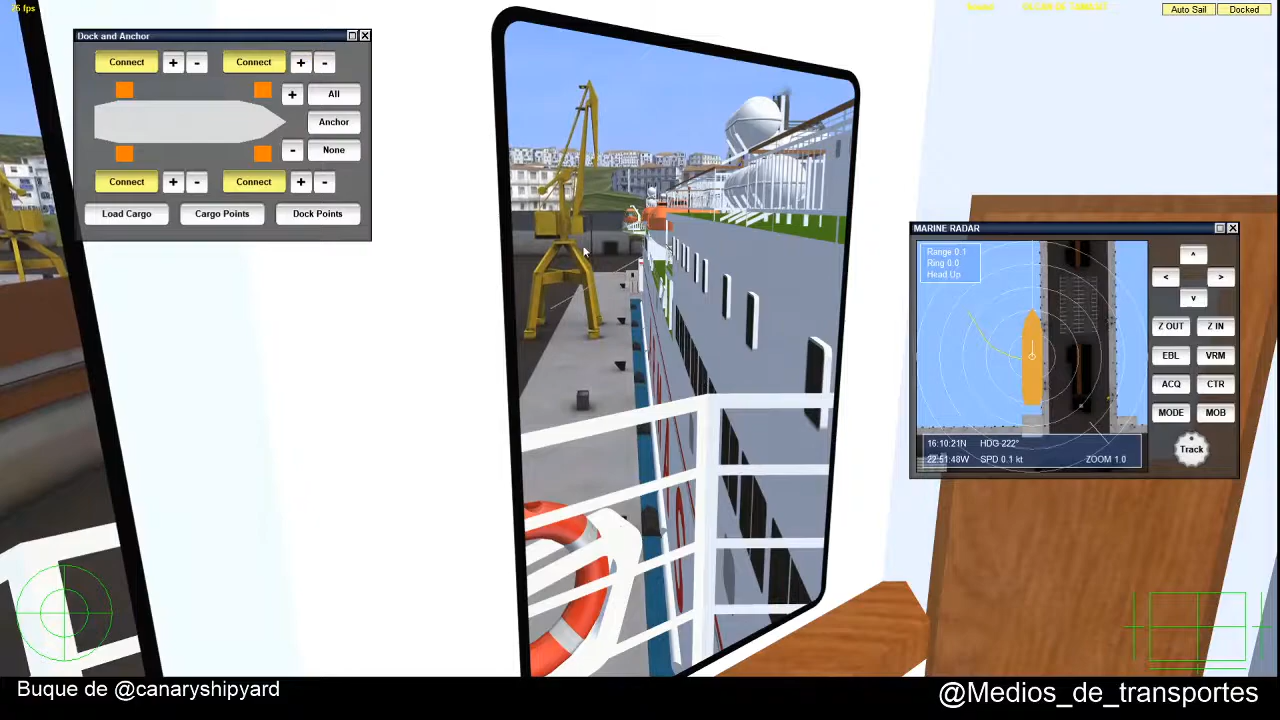 fps
Auto Sail
Docked
Dock and Anchor
Connect
+
-
Connect
+
-
+
All
Anchor
-
None
Connect
+
-
Connect
+
-
Load Cargo
Cargo Points
Dock Points
MARINE RADAR
Range 0.1
Ring 0.0
Head Up
^
<
>
v
Z OUT
Z IN
EBL
VRM
ACQ
CTR
MODE
MOB
16:10:21N HDG 222°
22:51:48W SPD 0.1 kt ZOOM 1.0
Track
Buque de @canaryshipyard
@Medios_de_transportes